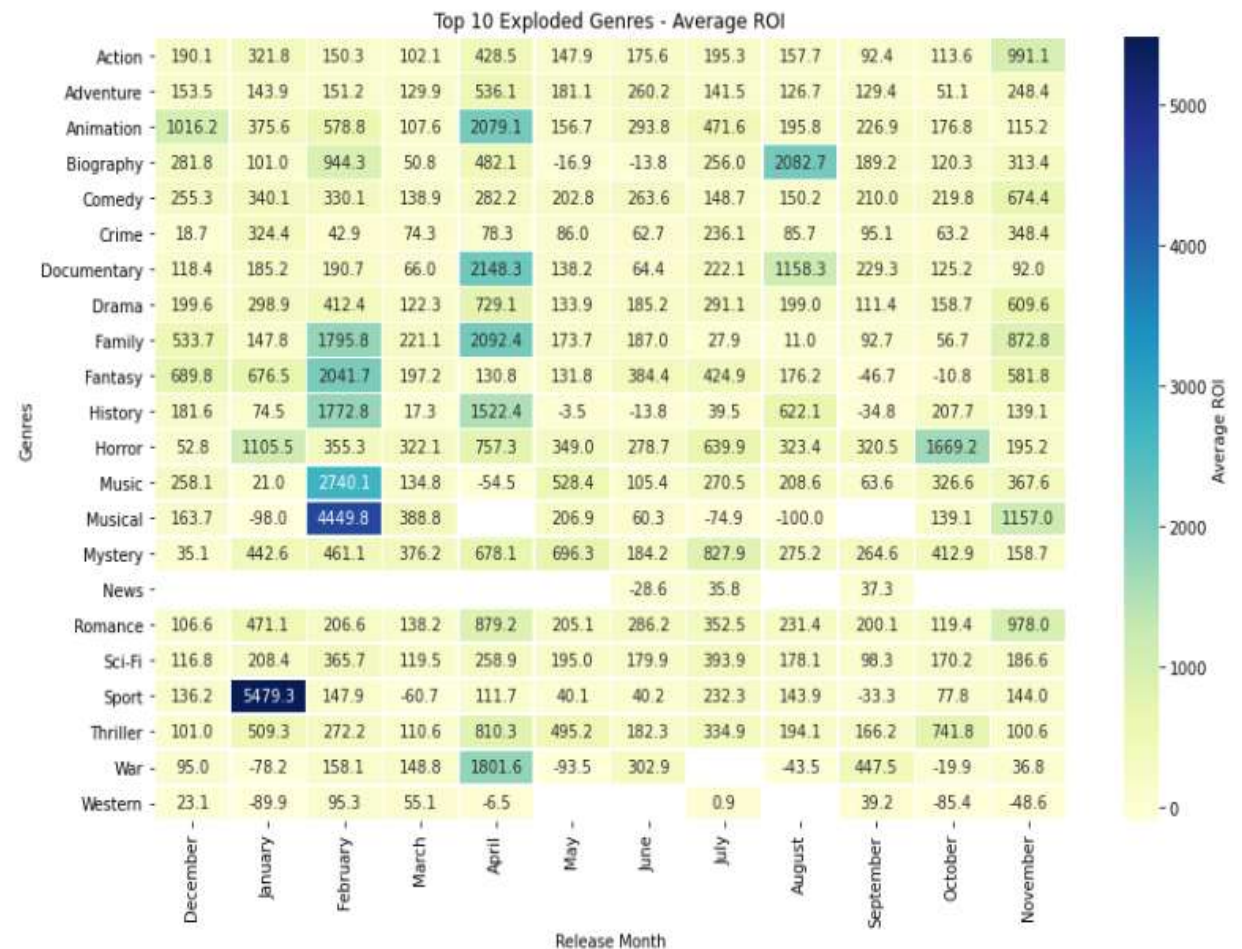 Top 10 Exploded Genres - Average ROI
Action 190.1 321.8 150.3 102.1 428.5 147.9 175.6 195.3 157.7 92.4 113.6 991.1
Adventure 153.5 143.9 151.2 129.9 536.1 181.1 260.2 141.5 126.7 129.4 51.1 248.4
Animation 1016.2 375.6 578.8 107.6 2079.1 156.7 293.8 471.6 195.8 226.9 176.8 115.2
Biography 281.8 101.0 944.3 50.8 482.1 -16.9 -13.8 256.0 2082.7 189.2 120.3 313.4
Comedy 255.3 340.1 330.1 138.9 282.2 202.8 263.6 148.7 150.2 210.0 219.8 674.4
Crime 18.7 324.4 42.9 74.3 78.3 86.0 62.7 236.1 85.7 95.1 63.2 348.4
Documentary 118.4 185.2 190.7 66.0 2148.3 138.2 64.4 222.1 1158.3 229.3 125.2 92.0
Drama 199.6 298.9 412.4 122.3 729.1 133.9 185.2 291.1 199.0 111.4 158.7 609.6
Family 533.7 147.8 1795.8 221.1 2092.4 173.7 187.0 27.9 11.0 92.7 56.7 872.8
Fantasy 689.8 676.5 2041.7 197.2 130.8 131.8 384.4 424.9 176.2 -46.7 -10.8 581.8
History 181.6 74.5 1772.8 17.3 1522.4 -3.5 -13.8 39.5 622.1 -34.8 207.7 139.1
Horror 52.8 1105.5 355.3 322.1 757.3 349.0 278.7 639.9 323.4 320.5 1669.2 195.2
Music 258.1 21.0 2740.1 134.8 -54.5 528.4 105.4 270.5 208.6 63.6 326.6 367.6
Musical 163.7 -98.0 4449.8 388.8 206.9 60.3 -74.9 -100.0 139.1 1157.0
Mystery 35.1 442.6 461.1 376.2 678.1 696.3 184.2 827.9 275.2 264.6 412.9 158.7
News -28.6 35.8 37.3
Romance 106.6 471.1 206.6 138.2 879.2 205.1 286.2 352.5 231.4 200.1 119.4 978.0
Sci-Fi 116.8 208.4 365.7 119.5 258.9 195.0 179.9 393.9 178.1 98.3 170.2 186.6
Sport 136.2 5479.3 147.9 -60.7 111.7 40.1 40.2 232.3 143.9 -33.3 77.8 144.0
Thriller 101.0 509.3 272.2 110.6 810.3 495.2 182.3 334.9 194.1 166.2 741.8 100.6
War 95.0 -78.2 158.1 148.8 1801.6 -93.5 302.9 -43.5 447.5 -19.9 36.8
Western 23.1 -89.9 95.3 55.1 -6.5 0.9 39.2 -85.4 -48.6
December January February March April May June July August September October November
Release Month
Genres
5000
4000
3000
2000
1000
0
Average ROI